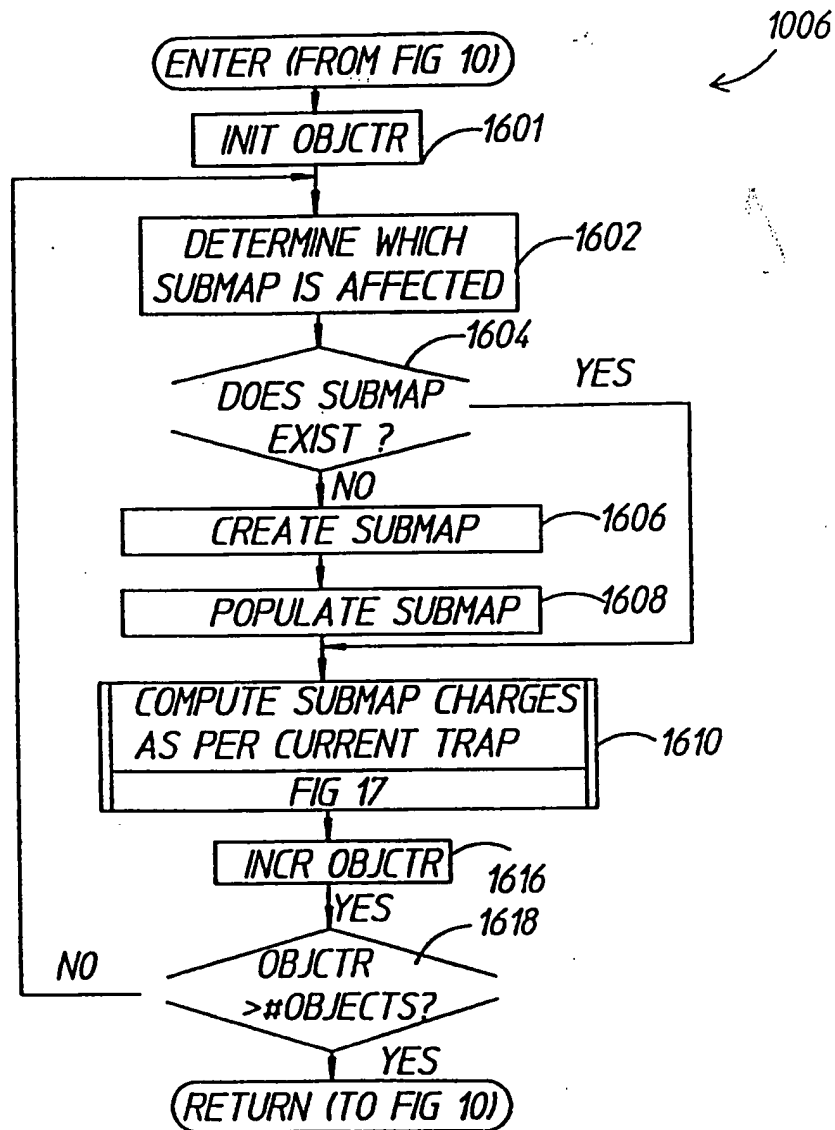 1006
ENTER (FROM FIG 10)
INIT OBJCTR
1601
DETERMINE WHICH
SUBMAP IS AFFECTED
1602
1604
DOES SUBMAP
EXIST ?
YES
NO
CREATE SUBMAP
1606
POPULATE SUBMAP
1608
COMPUTE SUBMAP CHARGES
AS PER CURRENT TRAP
FIG 17
1610
INCR OBJCTR
1616
YES
1618
OBJCTR
>#OBJECTS?
NO
YES
RETURN (TO FIG 10)